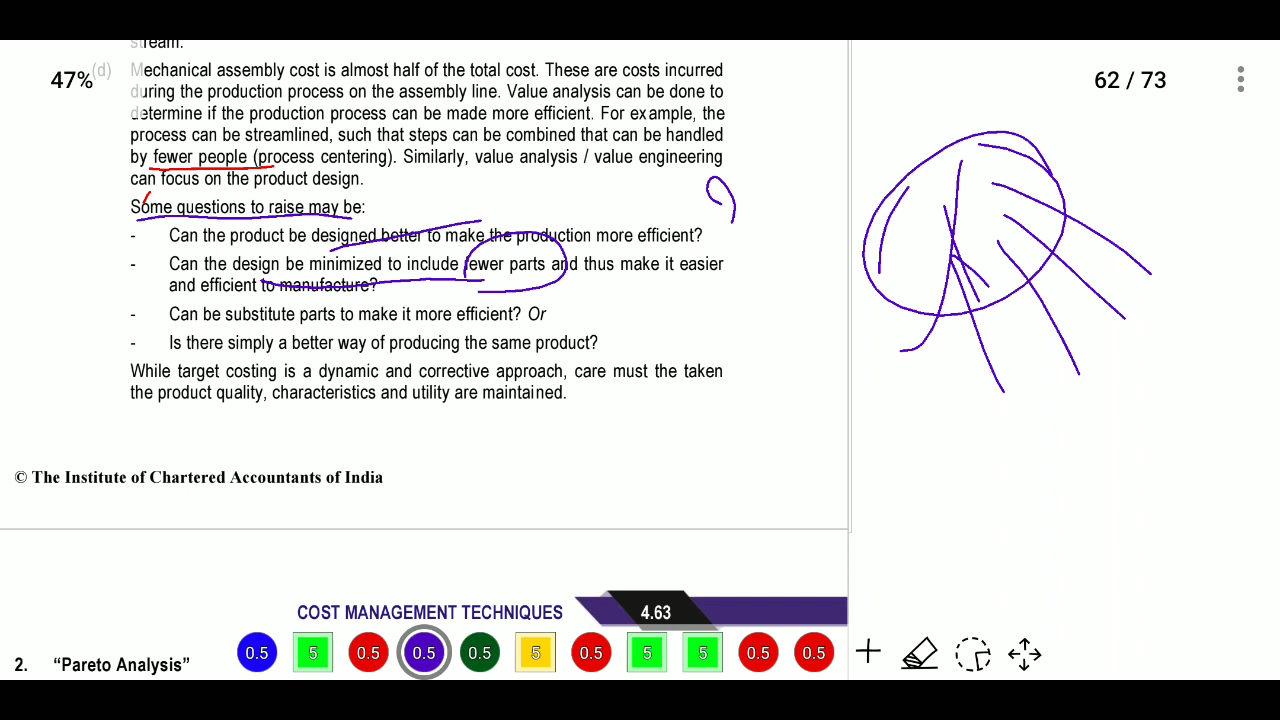 stream.
47%
62 / 73
(d) Mechanical assembly cost is almost half of the total cost. These are costs incurred
during the production process on the assembly line. Value analysis can be done to
determine if the production process can be made more efficient. For example, the
process can be streamlined, such that steps can be combined that can be handled
by fewer people (process centering). Similarly, value analysis / value engineering
can focus on the product design.
Some questions to raise may be:
- Can the product be designed better to make the production more efficient?
- Can the design be minimized to include fewer parts and thus make it easier
and efficient to manufacture?
- Can be substitute parts to make it more efficient? Or
- Is there simply a better way of producing the same product?
While target costing is a dynamic and corrective approach, care must the taken
the product quality, characteristics and utility are maintained.
© The Institute of Chartered Accountants of India
COST MANAGEMENT TECHNIQUES 4.63
0.5 5 0.5 0.5 0.5 5 0.5 5 5 0.5 0.5
2. “Pareto Analysis”